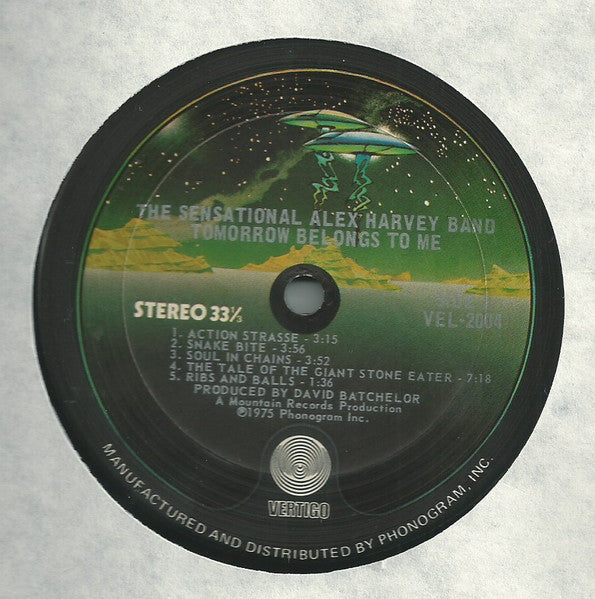 THE SENSATIONAL ALEX HARVEY BAND
TOMORROW BELONGS TO ME
STEREO 33⅓
VEL-2004
1. ACTION STRASSE - 3:15
2. SNAKE BITE - 3:56
3. SOUL IN CHAINS - 3:52
4. THE TALE OF THE GIANT STONE EATER - 7:18
5. RIBS AND BALLS - 1:36
PRODUCED BY DAVID BATCHELOR
A Mountain Records Production
℗1975 Phonogram Inc.
VERTIGO
MANUFACTURED AND DISTRIBUTED BY PHONOGRAM, INC.